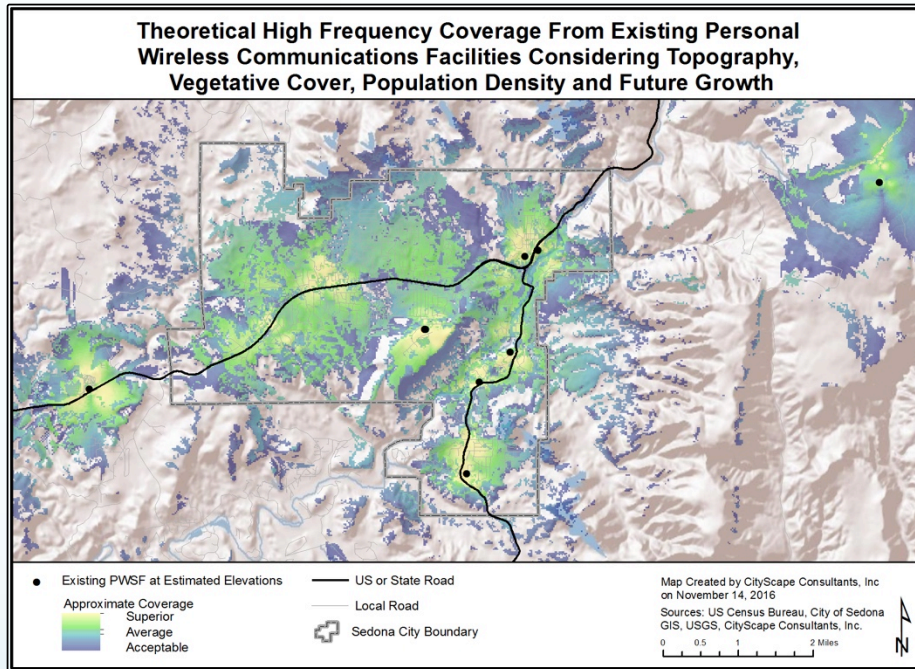 Theoretical High Frequency Coverage From Existing Personal
Wireless Communications Facilities Considering Topography,
Vegetative Cover, Population Density and Future Growth
Existing PWSF at Estimated Elevations
Approximate Coverage
Superior
Average
Acceptable
US or State Road
Local Road
Sedona City Boundary
Map Created by CityScape Consultants, Inc
on November 14, 2016
Sources: US Census Bureau, City of Sedona
GIS, USGS, CityScape Consultants, Inc.
0 0.5 1 2 Miles
N